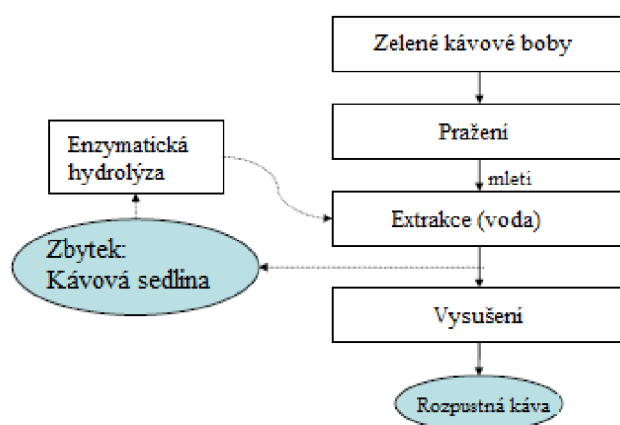 Zelené kávové boby
Pražení
mletí
Enzymatická
hydrolýza
Extrakce (voda)
Zbytek:
Kávová sedlina
Vysušení
Rozpustná káva